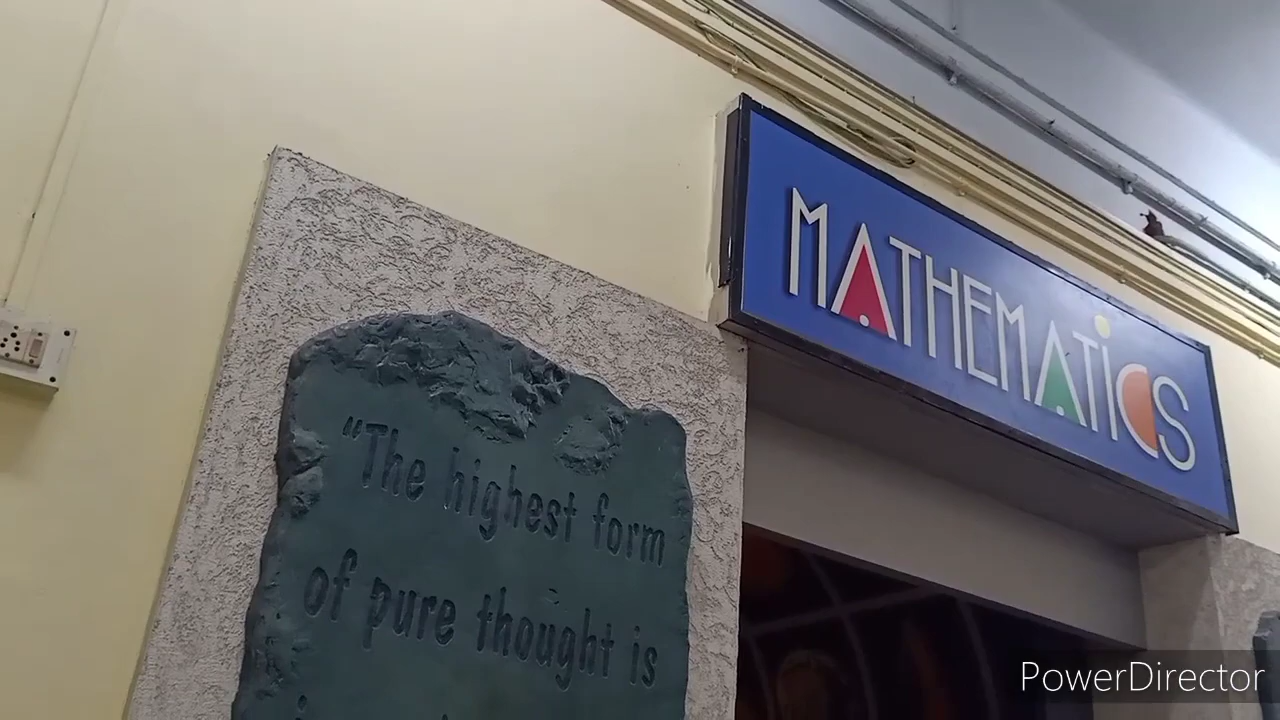 MATHEMATICS
"The highest form
of pure thought is
PowerDirector